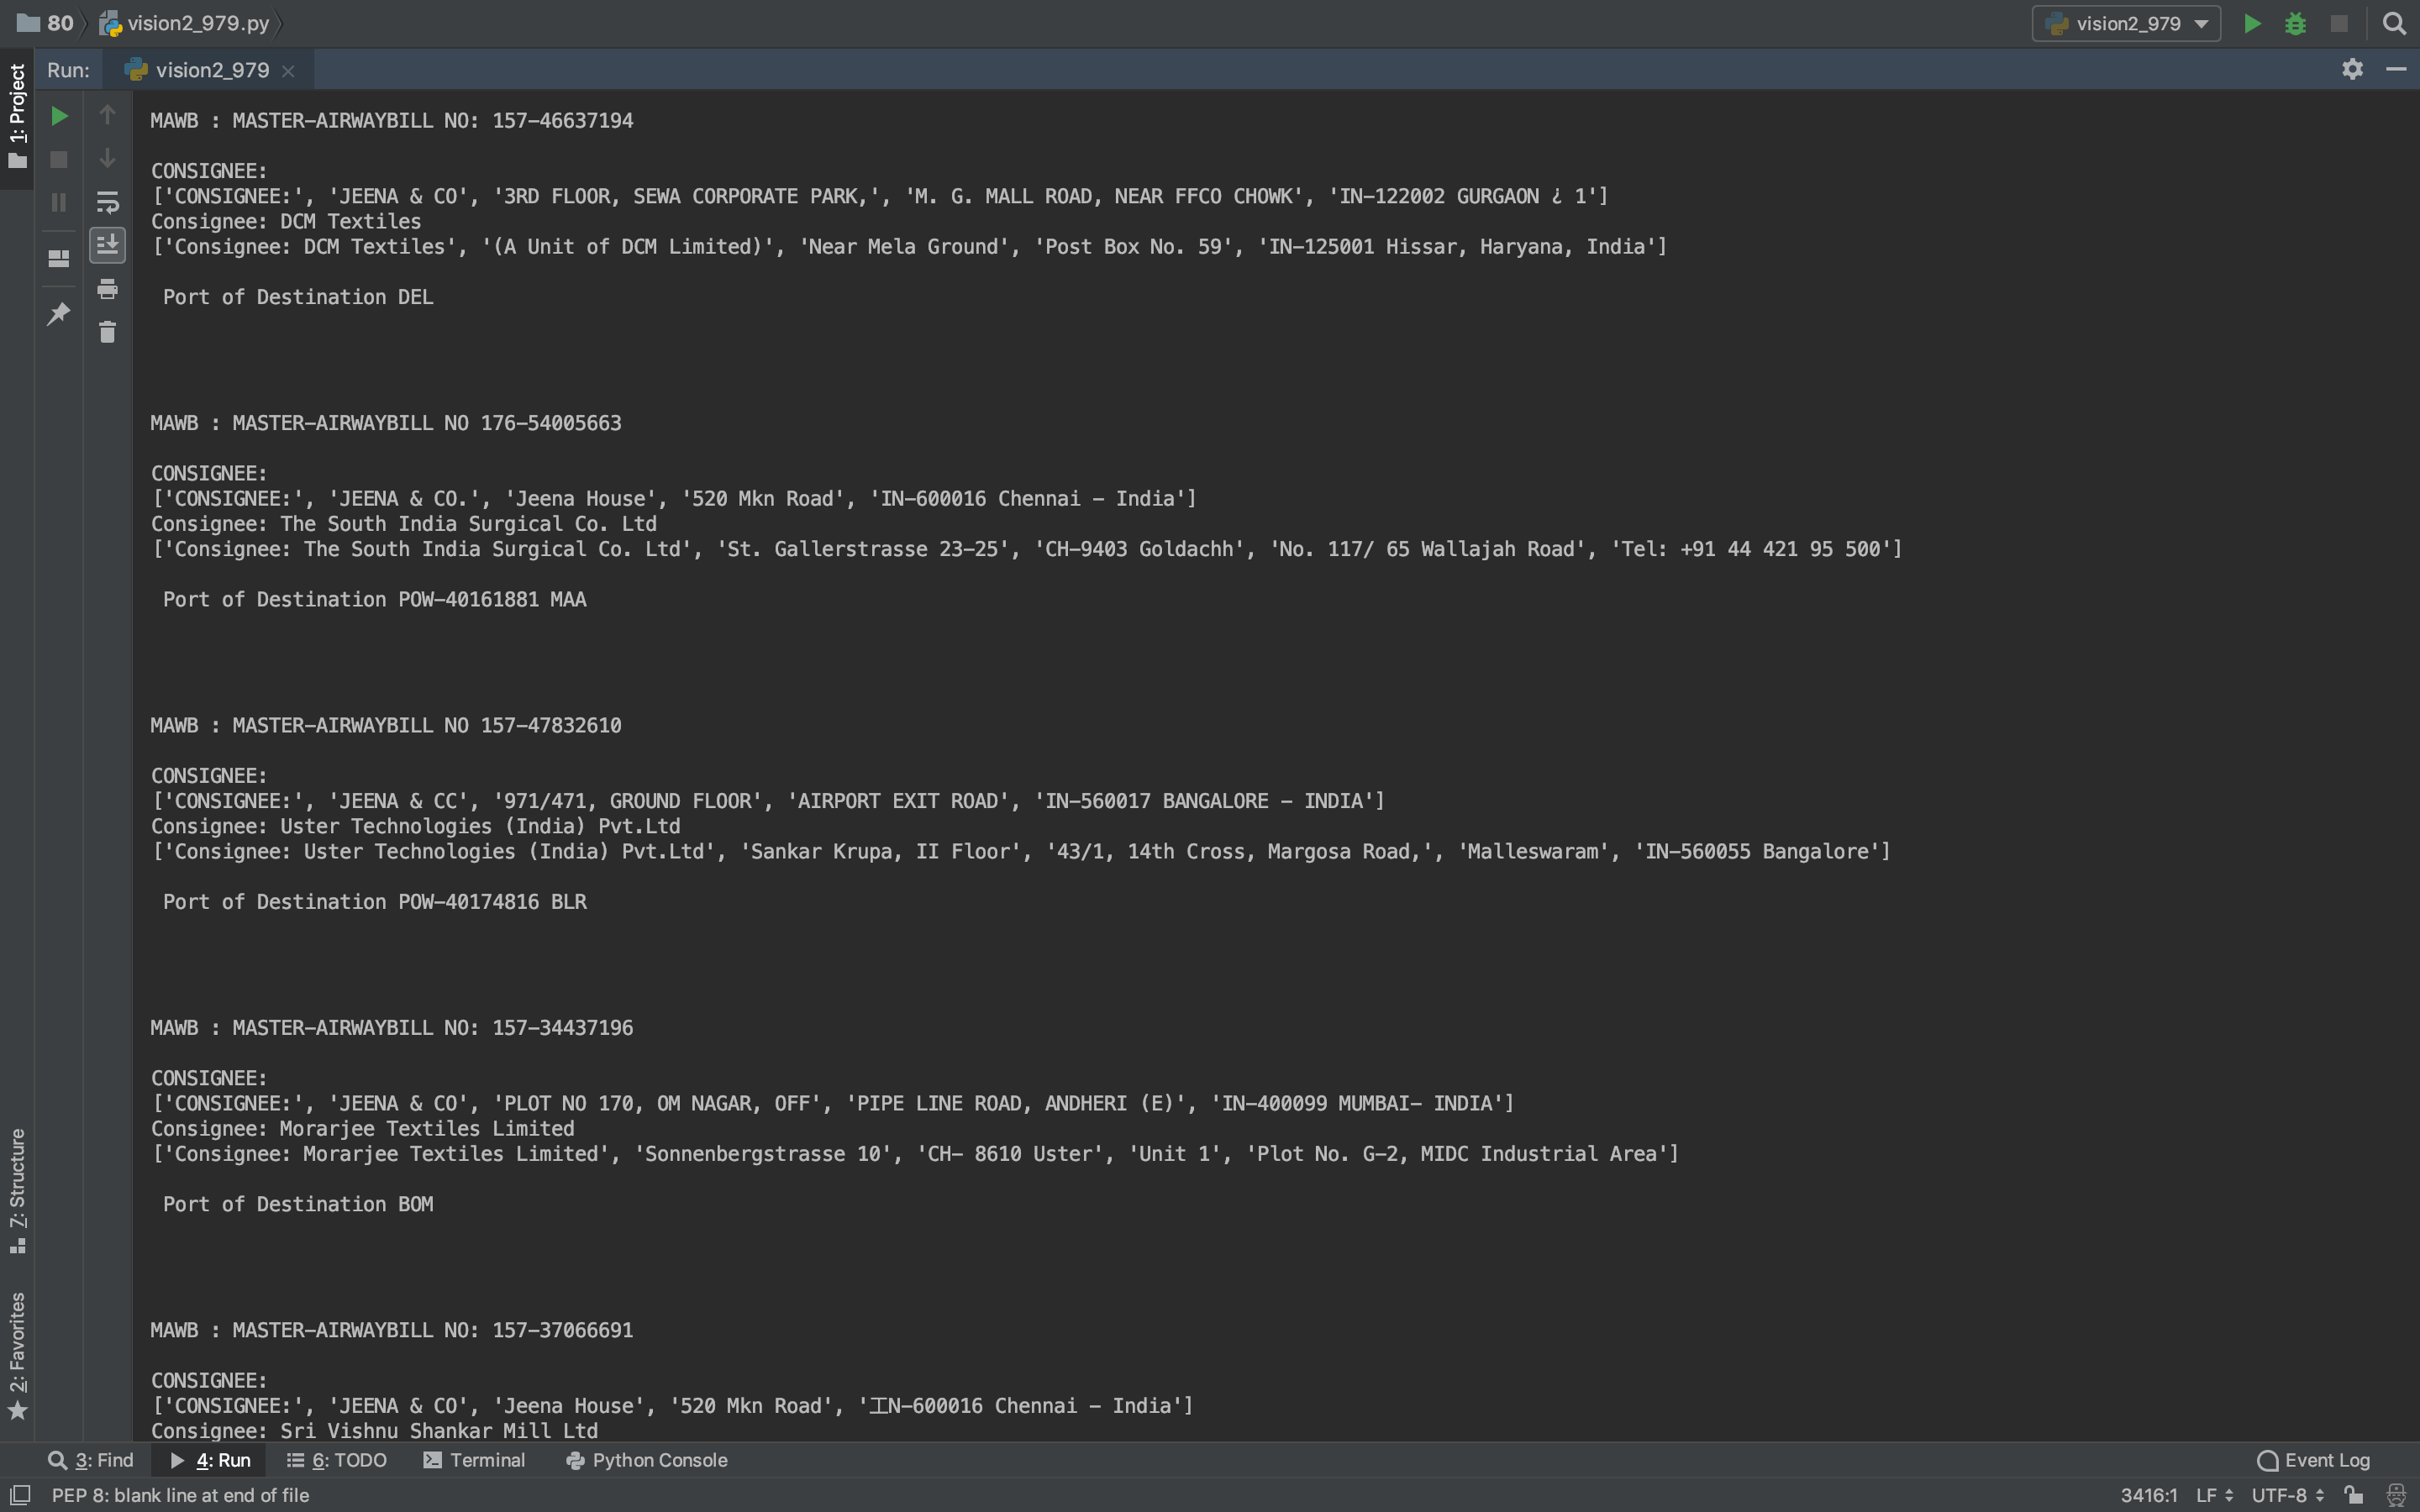 80 vision2_979.py vision2_979
Run: vision2_979
1: Project
MAWB : MASTER-AIRWAYBILL NO: 157-46637194
CONSIGNEE:
['CONSIGNEE:', 'JEENA & CO', '3RD FLOOR, SEWA CORPORATE PARK,', 'M. G. MALL ROAD, NEAR FFCO CHOWK', 'IN-122002 GURGAON ¿ 1']
Consignee: DCM Textiles
['Consignee: DCM Textiles', '(A Unit of DCM Limited)', 'Near Mela Ground', 'Post Box No. 59', 'IN-125001 Hissar, Haryana, India']
Port of Destination DEL
MAWB : MASTER-AIRWAYBILL NO 176-54005663
CONSIGNEE:
['CONSIGNEE:', 'JEENA & CO.', 'Jeena House', '520 Mkn Road', 'IN-600016 Chennai - India']
Consignee: The South India Surgical Co. Ltd
['Consignee: The South India Surgical Co. Ltd', 'St. Gallerstrasse 23-25', 'CH-9403 Goldachh', 'No. 117/ 65 Wallajah Road', 'Tel: +91 44 421 95 500']
Port of Destination POW-40161881 MAA
MAWB : MASTER-AIRWAYBILL NO 157-47832610
CONSIGNEE:
['CONSIGNEE:', 'JEENA & CC', '971/471, GROUND FLOOR', 'AIRPORT EXIT ROAD', 'IN-560017 BANGALORE - INDIA']
Consignee: Uster Technologies (India) Pvt.Ltd
['Consignee: Uster Technologies (India) Pvt.Ltd', 'Sankar Krupa, II Floor', '43/1, 14th Cross, Margosa Road,', 'Malleswaram', 'IN-560055 Bangalore']
Port of Destination POW-40174816 BLR
MAWB : MASTER-AIRWAYBILL NO: 157-34437196
CONSIGNEE:
['CONSIGNEE:', 'JEENA & CO', 'PLOT NO 170, OM NAGAR, OFF', 'PIPE LINE ROAD, ANDHERI (E)', 'IN-400099 MUMBAI- INDIA']
Consignee: Morarjee Textiles Limited
['Consignee: Morarjee Textiles Limited', 'Sonnenbergstrasse 10', 'CH- 8610 Uster', 'Unit 1', 'Plot No. G-2, MIDC Industrial Area']
Port of Destination BOM
MAWB : MASTER-AIRWAYBILL NO: 157-37066691
CONSIGNEE:
['CONSIGNEE:', 'JEENA & CO', 'Jeena House', '520 Mkn Road', 'IN-600016 Chennai - India']
Consignee: Sri Vishnu Shankar Mill Ltd
7: Structure
2: Favorites
3: Find 4: Run 6: TODO Terminal Python Console Event Log
PEP 8: blank line at end of file 3416:1 LF UTF-8